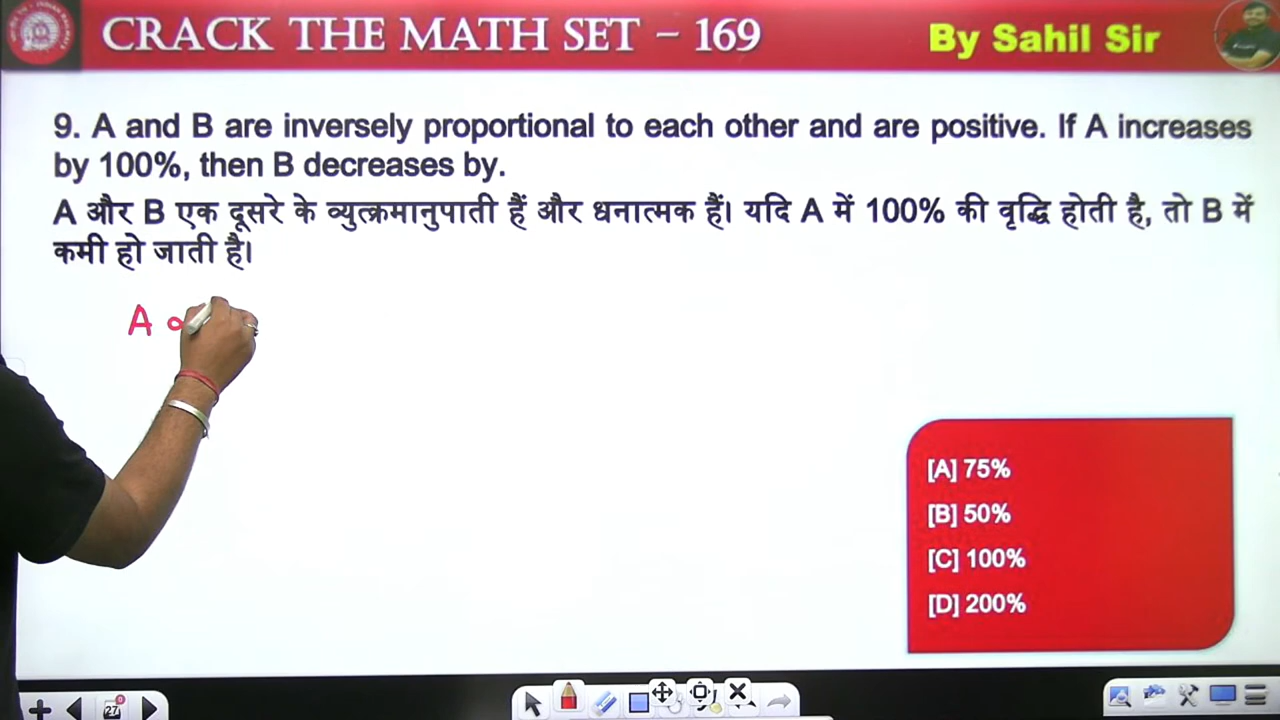 CRACK THE MATH SET – 169
By Sahil Sir
9. A and B are inversely proportional to each other and are positive. If A increases
by 100%, then B decreases by.
A और B एक दूसरे के व्युत्क्रमानुपाती हैं और धनात्मक हैं। यदि A में 100% की वृद्धि होती है, तो B में
कमी हो जाती है।
A ∝
[A] 75%
[B] 50%
[C] 100%
[D] 200%
27